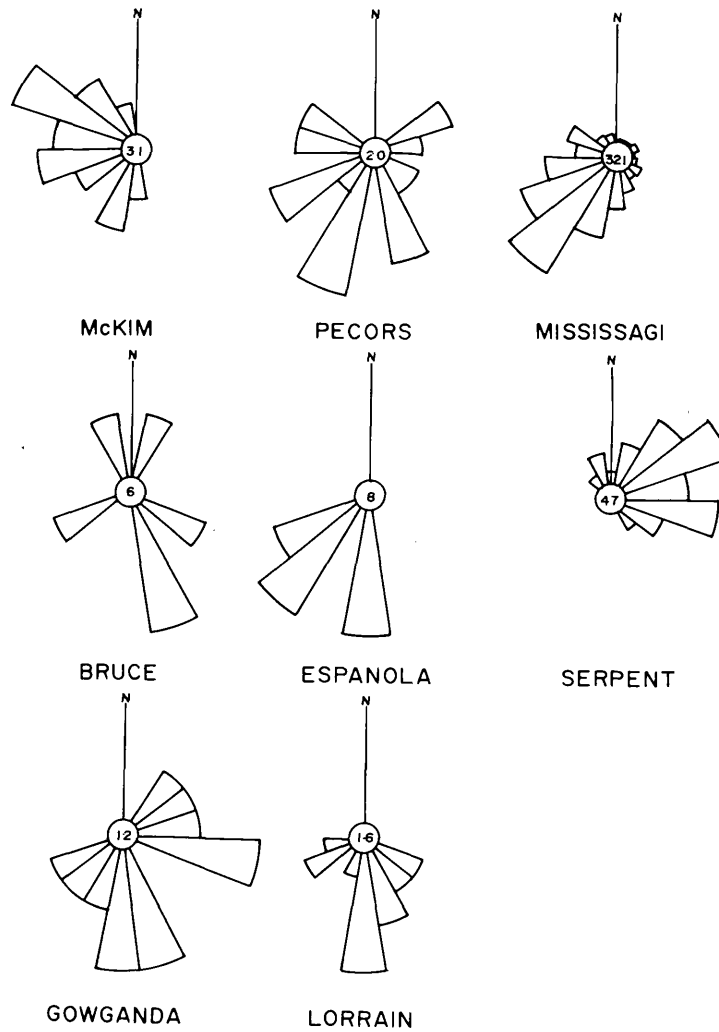 N N N
31 20 321
McKIM PECORS MISSISSAGI
N N N
6 8 47
BRUCE ESPANOLA SERPENT
N N
12 1·6
GOWGANDA LORRAIN